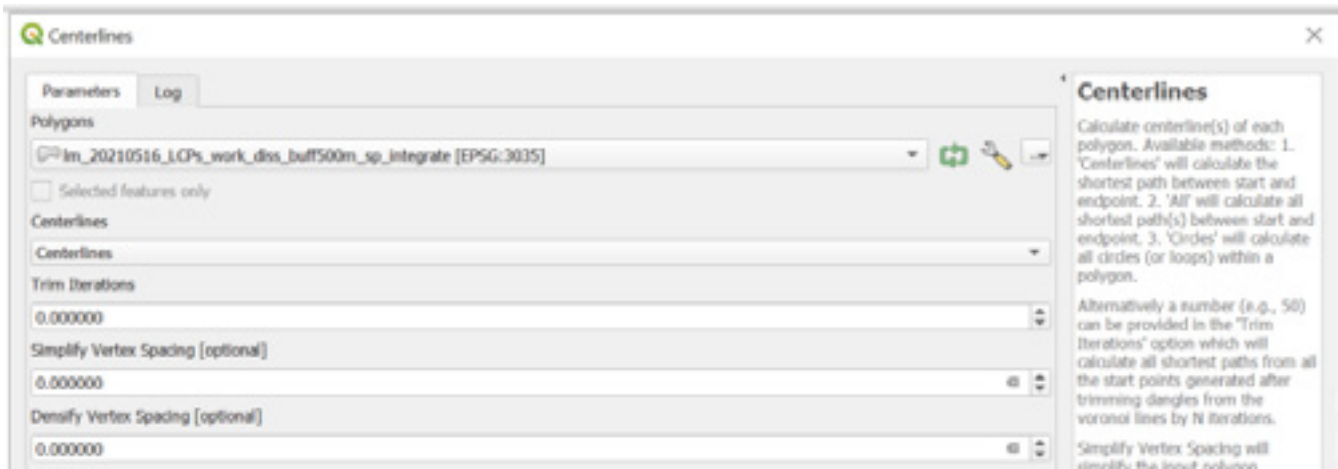 Centerlines
Parameters
Log
Polygons
lm_20210516_LCPs_work_diss_buff500m_sp_integrate [EPSG:3035]
Selected features only
Centerlines
Centerlines
Trim Iterations
0.000000
Simplify Vertex Spacing [optional]
0.000000
Densify Vertex Spacing [optional]
0.000000
Centerlines
Calculate centerline(s) of each
polygon. Available methods: 1.
'Centerlines' will calculate the
shortest path between start and
endpoint. 2. 'All' will calculate all
shortest path(s) between start and
endpoint. 3. 'Circles' will calculate
all circles (or loops) within a
polygon.
Alternatively a number (e.g., 50)
can be provided in the 'Trim
Iterations' option which will
calculate all shortest paths from all
the start points generated after
trimming dangles from the
voronoi lines by N iterations.
Simplify Vertex Spacing will
simplify the input polygon